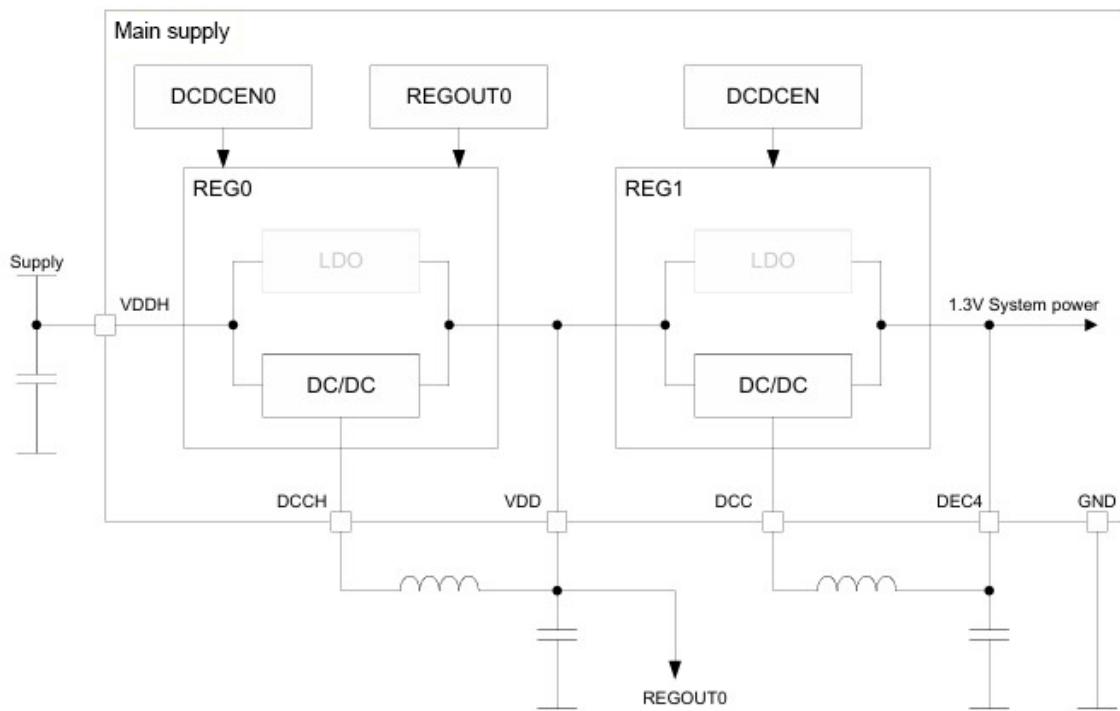 Main supply
DCDCEN0
REGOUT0
DCDCEN
REG0
REG1
LDO
LDO
Supply
VDDH
1.3V System power
DC/DC
DC/DC
DCCH
VDD
DCC
DEC4
GND
REGOUT0